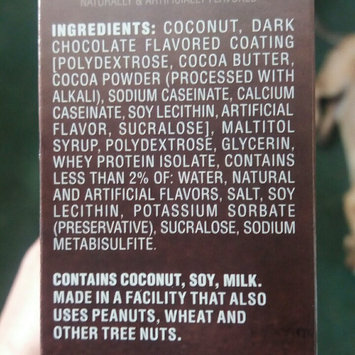 NATURALLY & ARTIFICIALLY FLAVORED
INGREDIENTS: COCONUT, DARK
CHOCOLATE FLAVORED COATING
[POLYDEXTROSE, COCOA BUTTER,
COCOA POWDER (PROCESSED WITH
ALKALI), SODIUM CASEINATE, CALCIUM
CASEINATE, SOY LECITHIN, ARTIFICIAL
FLAVOR, SUCRALOSE], MALTITOL
SYRUP, POLYDEXTROSE, GLYCERIN,
WHEY PROTEIN ISOLATE, CONTAINS
LESS THAN 2% OF: WATER, NATURAL
AND ARTIFICIAL FLAVORS, SALT, SOY
LECITHIN, POTASSIUM SORBATE
(PRESERVATIVE), SUCRALOSE, SODIUM
METABISULFITE.
CONTAINS COCONUT, SOY, MILK.
MADE IN A FACILITY THAT ALSO
USES PEANUTS, WHEAT AND
OTHER TREE NUTS.